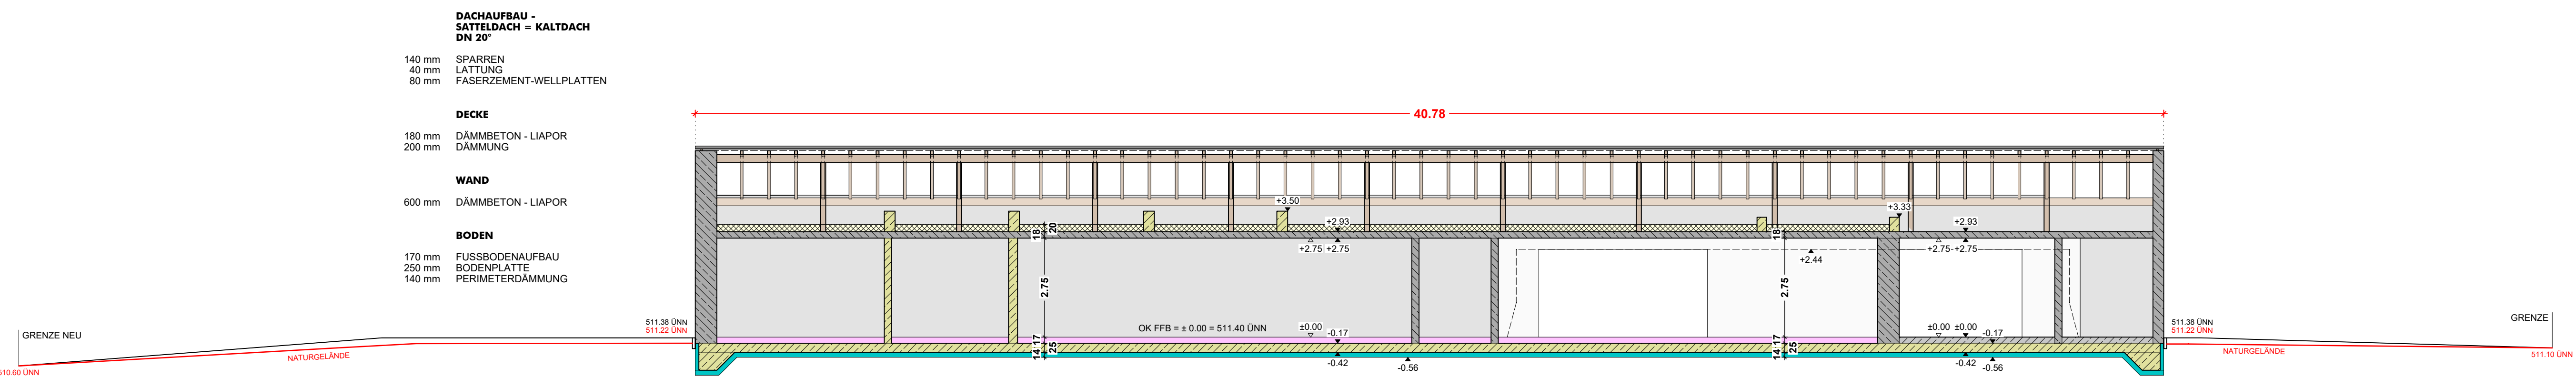 DACHAUFBAU -
SATTELDACH = KALTDACH
DN 20°
140 mm SPARREN
40 mm LATTUNG
80 mm FASERZEMENT-WELLPLATTEN
DECKE
180 mm DÄMMBETON - LIAPOR
200 mm DÄMMUNG
WAND
600 mm DÄMMBETON - LIAPOR
BODEN
170 mm FUSSBODENAUFBAU
250 mm BODENPLATTE
140 mm PERIMETERDÄMMUNG
40.78
+3.50
+3.33
+2.93
+2.93
18
20
18
+2.75 +2.75
+2.75 +2.75
+2.44
2.75
2.75
GRENZE NEU
511.38 ÜNN
511.22 ÜNN
NATURGELÄNDE
510.60 ÜNN
OK FFB = ± 0.00 = 511.40 ÜNN
±0.00
-0.17
±0.00 ±0.00
-0.17
14 17
25
14 17
25
-0.42
-0.56
-0.42
-0.56
511.38 ÜNN
511.22 ÜNN
GRENZE
NATURGELÄNDE
511.10 ÜNN